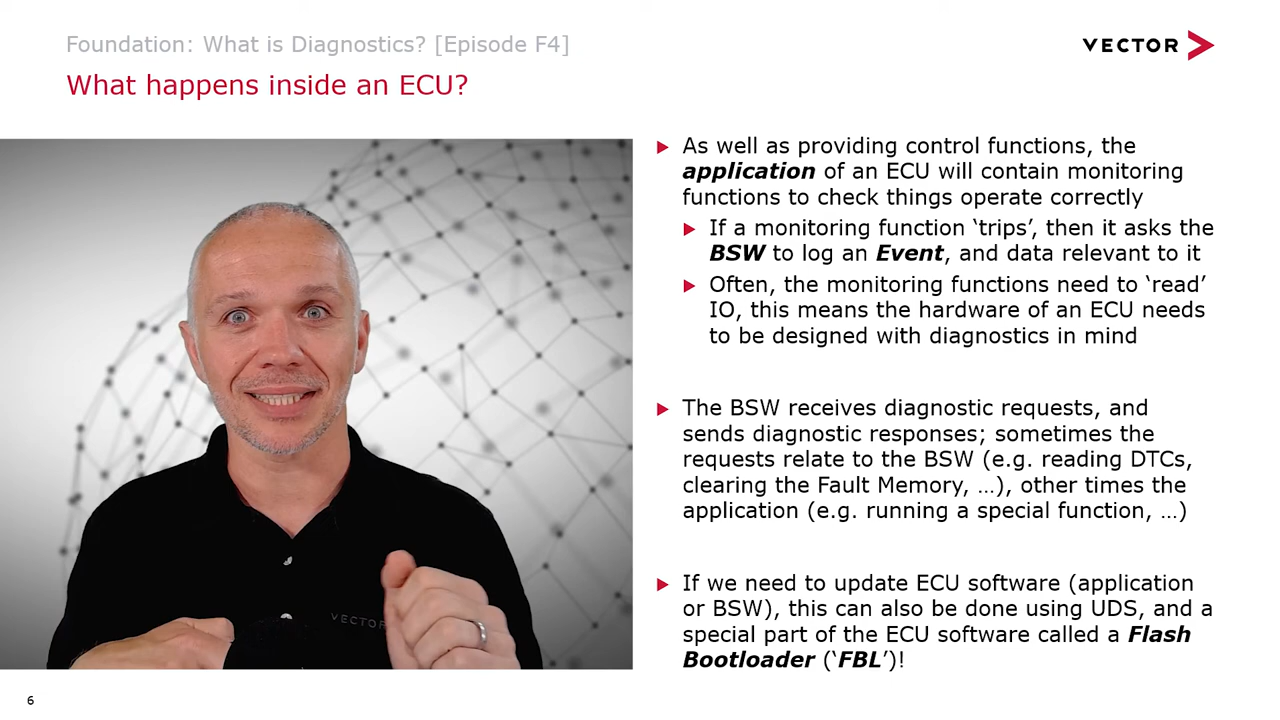 Foundation: What is Diagnostics? [Episode F4]
What happens inside an ECU?
VECTOR
As well as providing control functions, the
application of an ECU will contain monitoring
functions to check things operate correctly
If a monitoring function ‘trips’, then it asks the
BSW to log an Event, and data relevant to it
Often, the monitoring functions need to ‘read’
IO, this means the hardware of an ECU needs
to be designed with diagnostics in mind
The BSW receives diagnostic requests, and
sends diagnostic responses; sometimes the
requests relate to the BSW (e.g. reading DTCs,
clearing the Fault Memory, …), other times the
application (e.g. running a special function, …)
If we need to update ECU software (application
or BSW), this can also be done using UDS, and a
special part of the ECU software called a Flash
Bootloader (‘FBL’)!
VECTOR
6